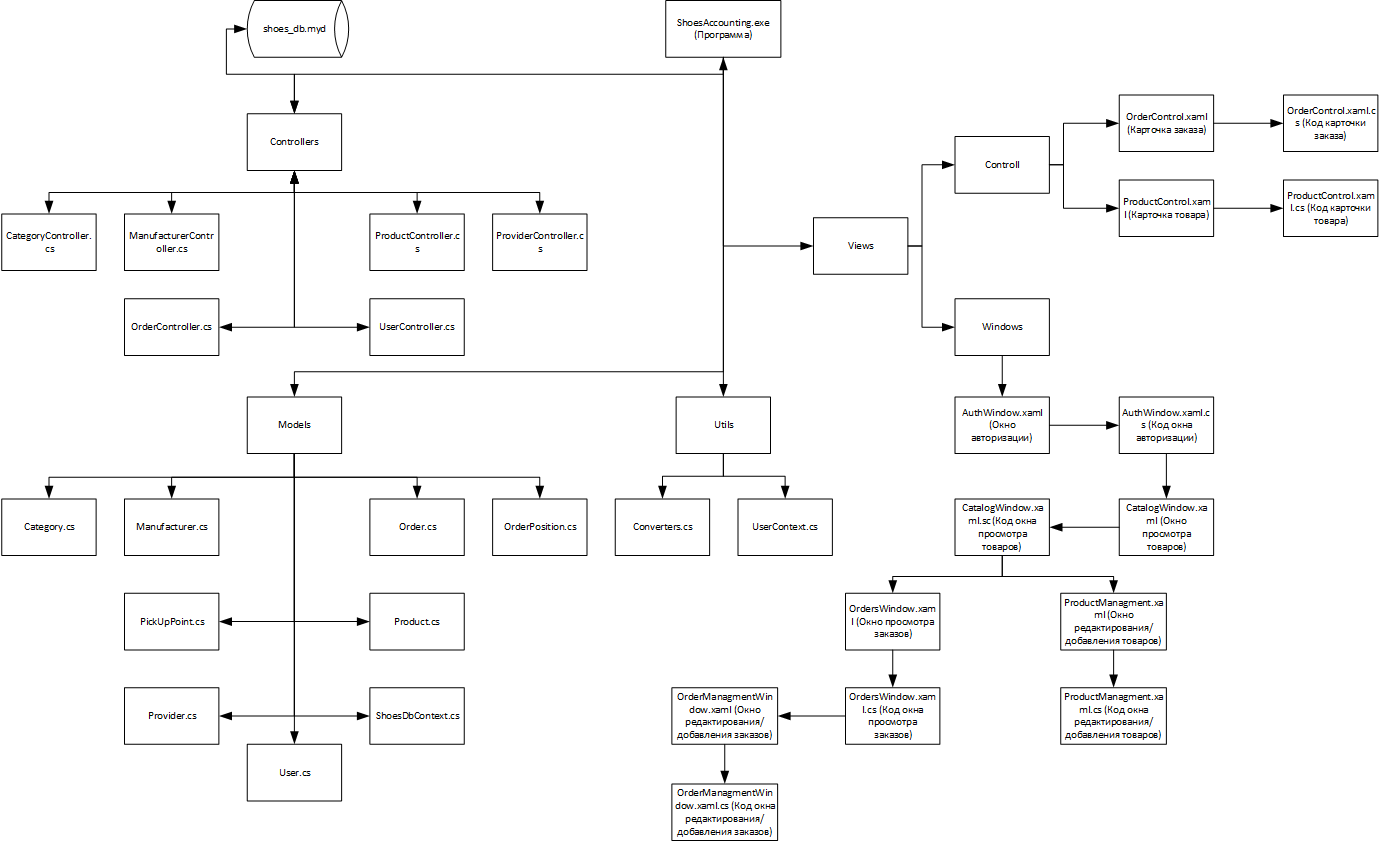 shoes_db.myd
ShoesAccounting.exe
(Программа)
Controllers
CategoryController.
cs
ManufacturerContr
oller.cs
ProductController.c
s
ProviderController.c
s
OrderController.cs
UserController.cs
Views
Controll
OrderControl.xaml
(Карточка заказа)
OrderControl.xaml.c
s (Код карточки
заказа)
ProductControl.xam
l (Карточка товара)
ProductControl.xam
l.cs (Код карточки
товара)
Windows
Models
Utils
AuthWindow.xaml
(Окно
авторизации)
AuthWindow.xaml.c
s (Код окна
авторизации)
Category.cs
Manufacturer.cs
Order.cs
OrderPosition.cs
Converters.cs
UserContext.cs
CatalogWindow.xa
ml.sc(Код окна
просмотра
товаров)
CatalogWindow.xa
ml (Окно
просмотра
товаров)
PickUpPoint.cs
Product.cs
OrdersWindow.xam
l (Окно просмотра
заказов)
ProductManagment.xa
ml (Окно
редактирования/
добавления товаров)
Provider.cs
ShoesDbContext.cs
OrderManagmentWin
dow.xaml (Окно
редактирования/
добавления заказов)
OrdersWindow.xam
l.cs (Код окна
просмотра
заказов)
ProductManagment.xa
ml.cs (Код окна
редактирования/
добавления товаров)
User.cs
OrderManagmentWin
dow.xaml.cs (Код окна
редактирования/
добавления заказов)